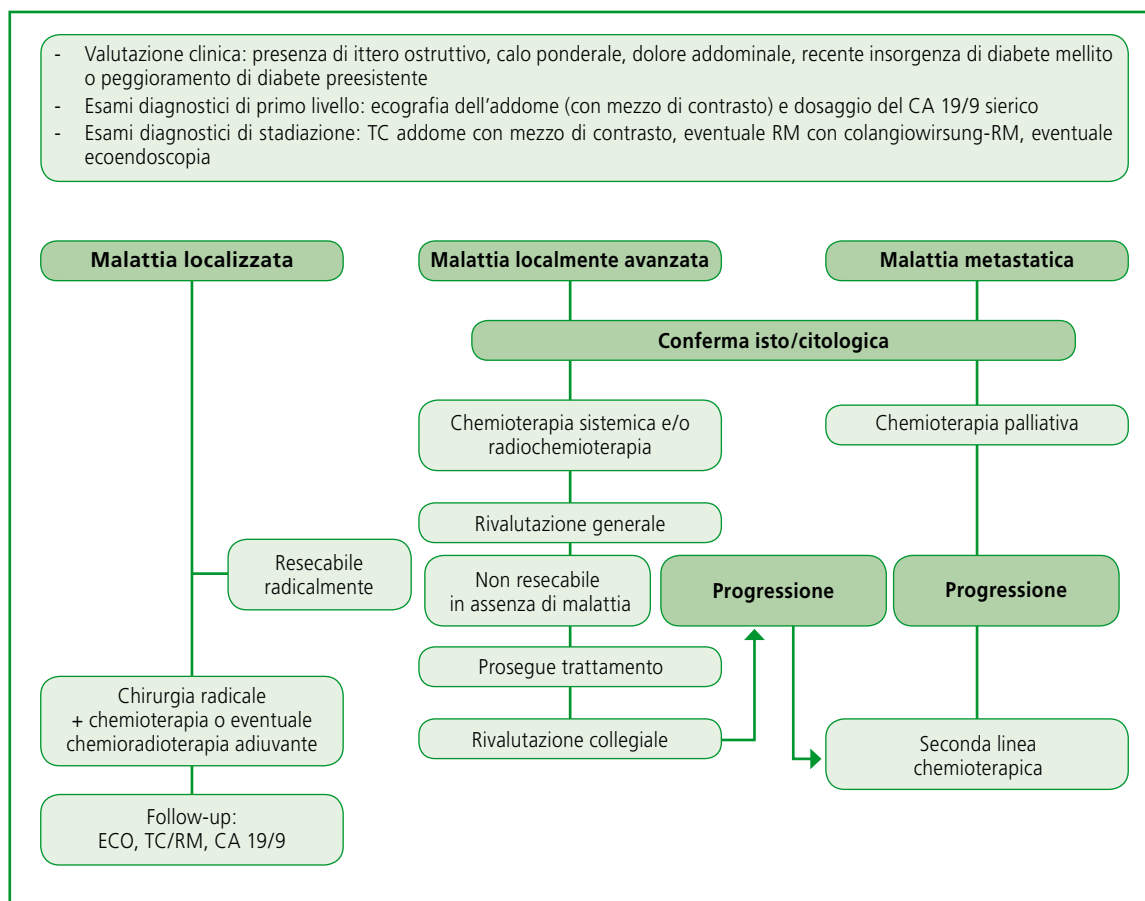 - Valutazione clinica: presenza di ittero ostruttivo, calo ponderale, dolore addominale, recente insorgenza di diabete mellito
o peggioramento di diabete preesistente
- Esami diagnostici di primo livello: ecografia dell'addome (con mezzo di contrasto) e dosaggio del CA 19/9 sierico
- Esami diagnostici di stadiazione: TC addome con mezzo di contrasto, eventuale RM con colangiowirsung-RM, eventuale
ecoendoscopia
Malattia localizzata
Malattia localmente avanzata
Malattia metastatica
Conferma isto/citologica
Chemioterapia sistemica e/o
radiochemioterapia
Chemioterapia palliativa
Rivalutazione generale
Resecabile
radicalmente
Non resecabile
in assenza di malattia
Progressione
Progressione
Prosegue trattamento
Chirurgia radicale
+ chemioterapia o eventuale
chemioradioterapia adiuvante
Rivalutazione collegiale
Seconda linea
chemioterapica
Follow-up:
ECO, TC/RM, CA 19/9